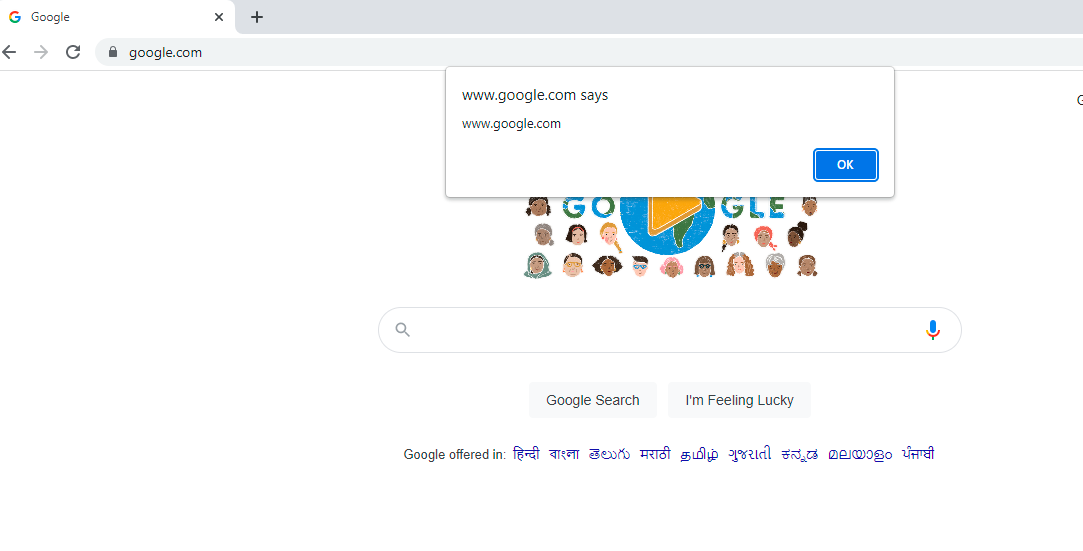 Google
google.com
G
www.google.com says
www.google.com
OK
GO GLE
Google Search I'm Feeling Lucky
Google offered in: हिन्दी বাংলা తెలుగు मराठी தமிழ் ગુજરાતી ಕನ್ನಡ മലയാളം ਪੰਜਾਬੀ